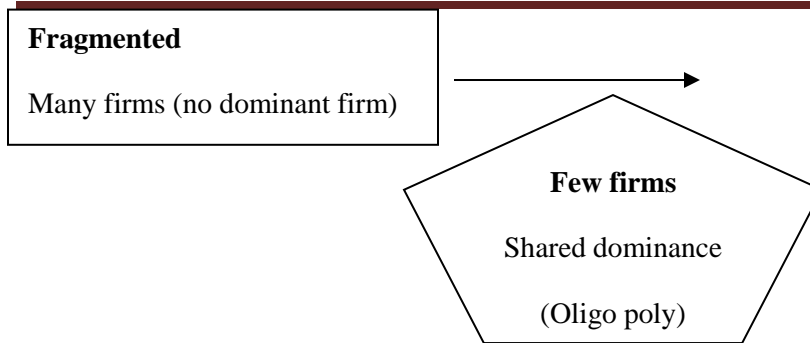 Fragmented
Many firms (no dominant firm)
Few firms
Shared dominance
(Oligo poly)